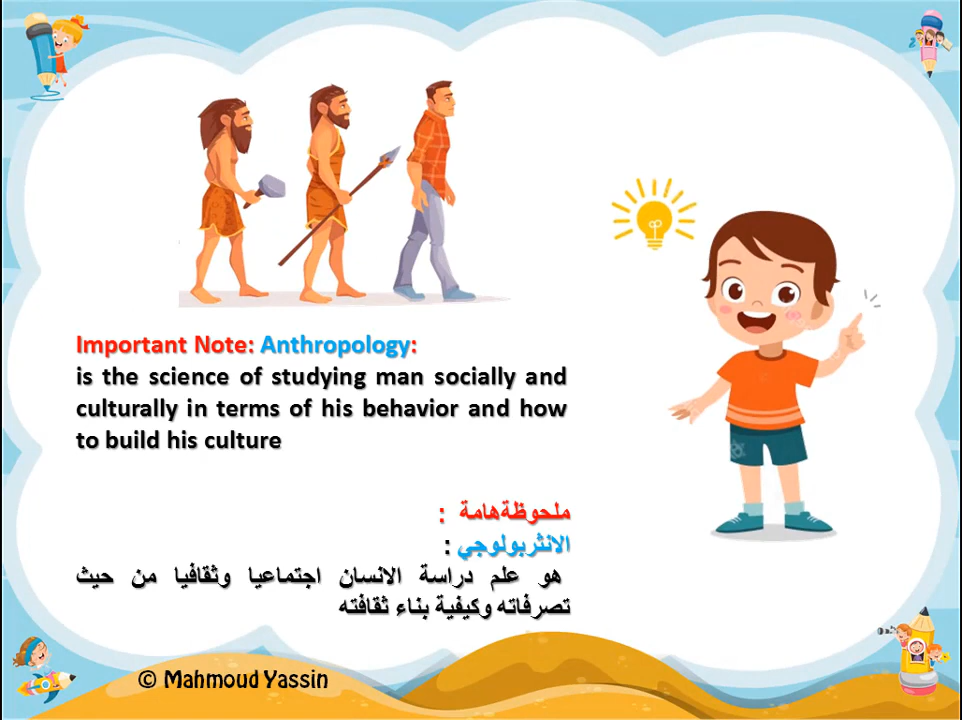 Important Note: Anthropology:
is the science of studying man socially and
culturally in terms of his behavior and how
to build his culture
ملحوظةهامة :
الانثربولوجي :
هو علم دراسة الانسان اجتماعيا وثقافيا من حيث
تصرفاته وكيفية بناء ثقافته
© Mahmoud Yassin